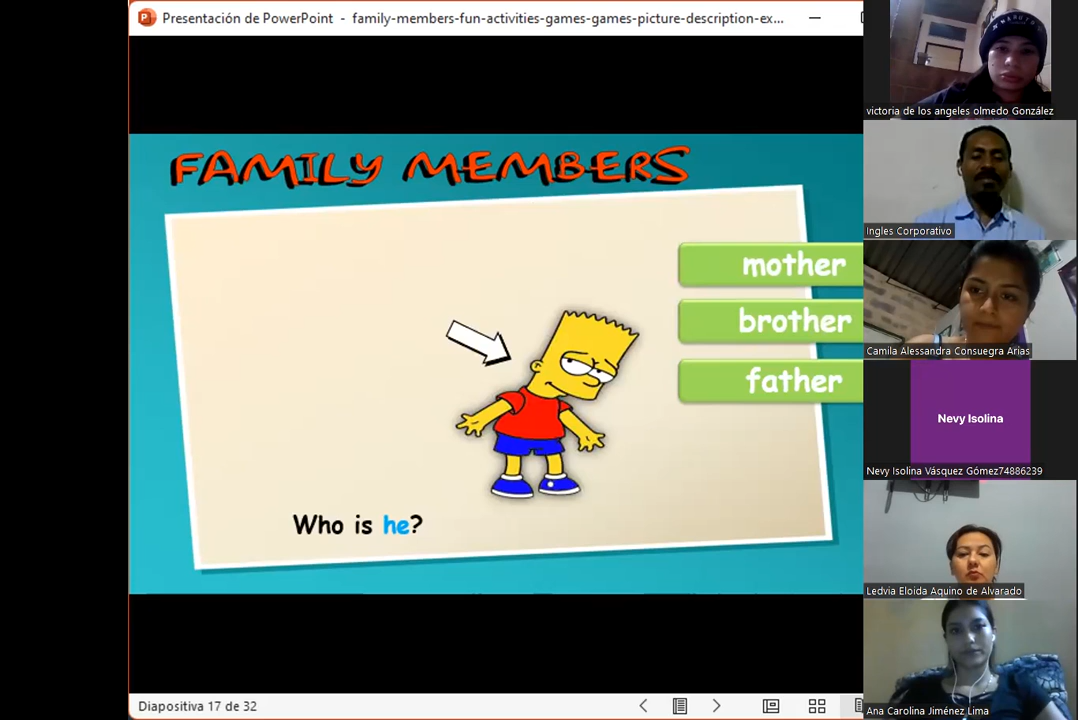 Presentación de PowerPoint - family-members-fun-activities-games-games-picture-description-ex...
FAMILY MEMBERS
mother
brother
father
Who is he?
Diapositiva 17 de 32
victoria de los angeles olmedo González
Ingles Corporativo
Camila Alessandra Consuegra Arias
Nevy Isolina
Nevy Isolina Vásquez Gómez74886239
Ledvia Eloida Aquino de Alvarado
Ana Carolina Jiménez Lima